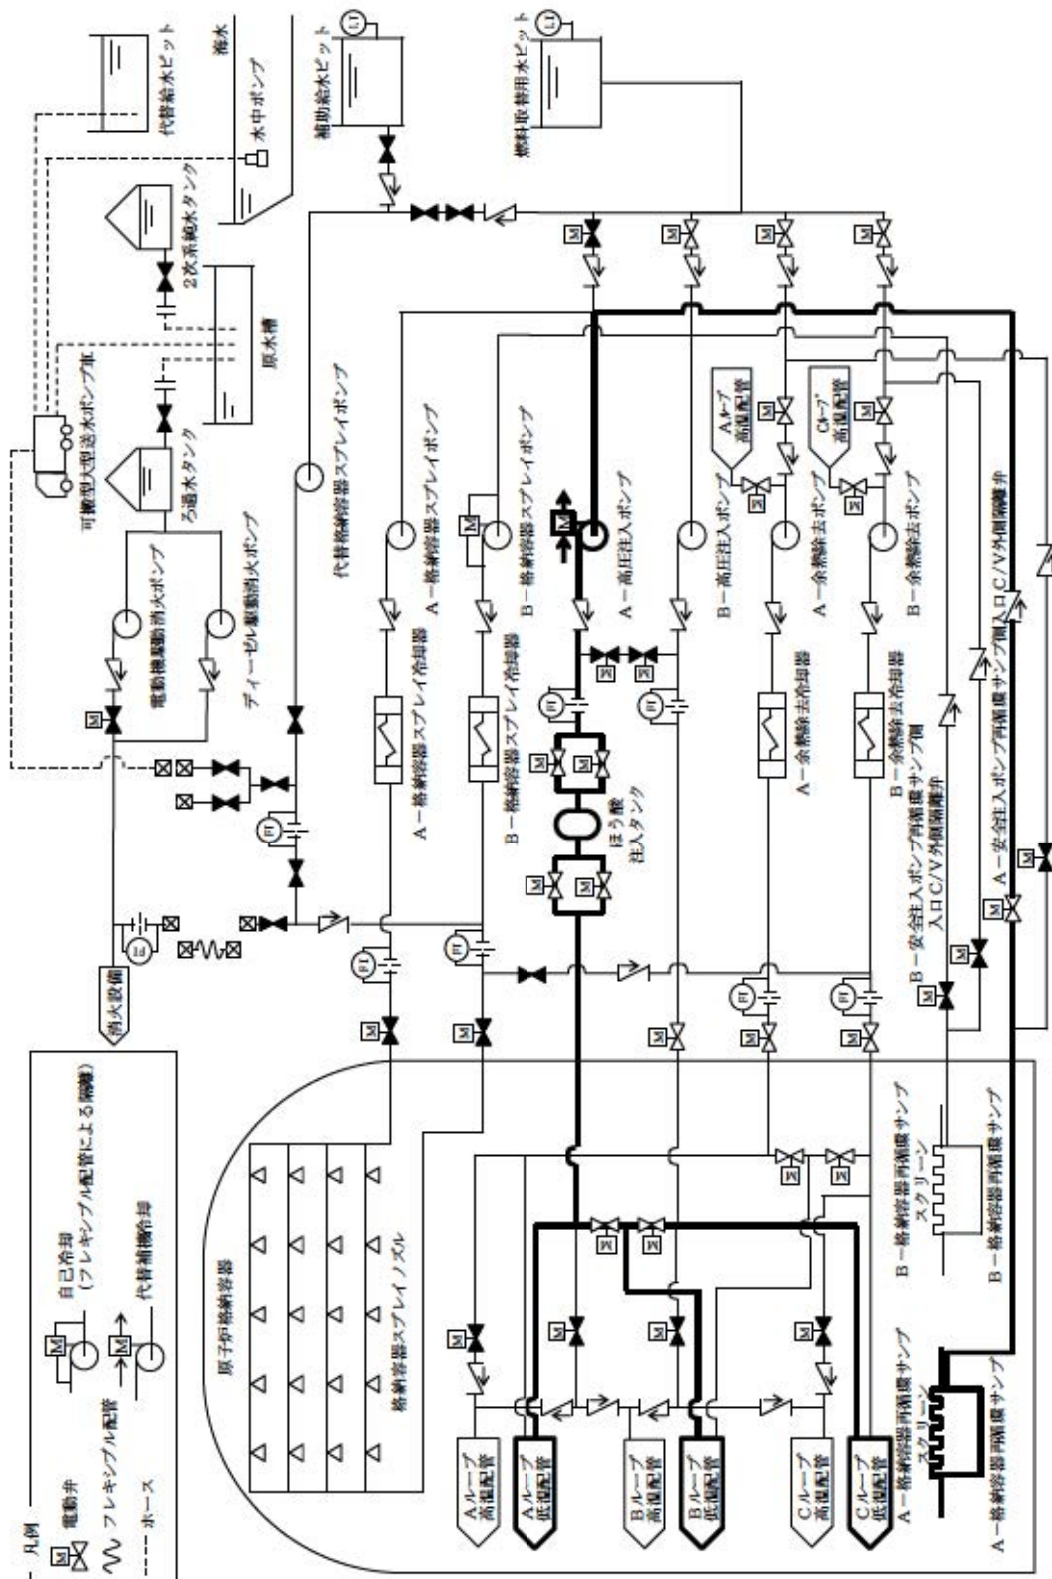 凡例
電動弁
フレキシブル配管
ホース
自己冷却
(フレキシブル配管による隔離)
代替補機冷却
消火設備
電動機駆動消火ポンプ
ディーゼル駆動消火ポンプ
ろ過水タンク
可搬型大型送水ポンプ車
2次系純水タンク
原水槽
代替給水ピット
海水
水中ポンプ
補助給水ピット
燃料取替用水ピット
代替格納容器スプレイポンプ
A－格納容器スプレイポンプ
B－格納容器スプレイポンプ
A－高圧注入ポンプ
B－高圧注入ポンプ
A－余熱除去ポンプ
B－余熱除去ポンプ
Aループ
高温配管
Cループ
高温配管
A－格納容器スプレイ冷却器
B－格納容器スプレイ冷却器
ほう酸
注入タンク
A－余熱除去冷却器
B－余熱除去冷却器
B－安全注入ポンプ再循環サンプ側
入口C/V外側隔離弁
A－安全注入ポンプ再循環サンプ側入口C/V外側隔離弁
原子炉格納容器
格納容器スプレイノズル
Aループ
高温配管
Aループ
低温配管
Bループ
高温配管
Bループ
低温配管
Cループ
高温配管
Cループ
低温配管
B－格納容器再循環サンプ
スクリーン
B－格納容器再循環サンプ
A－格納容器再循環サンプ
スクリーン
A－格納容器再循環サンプ